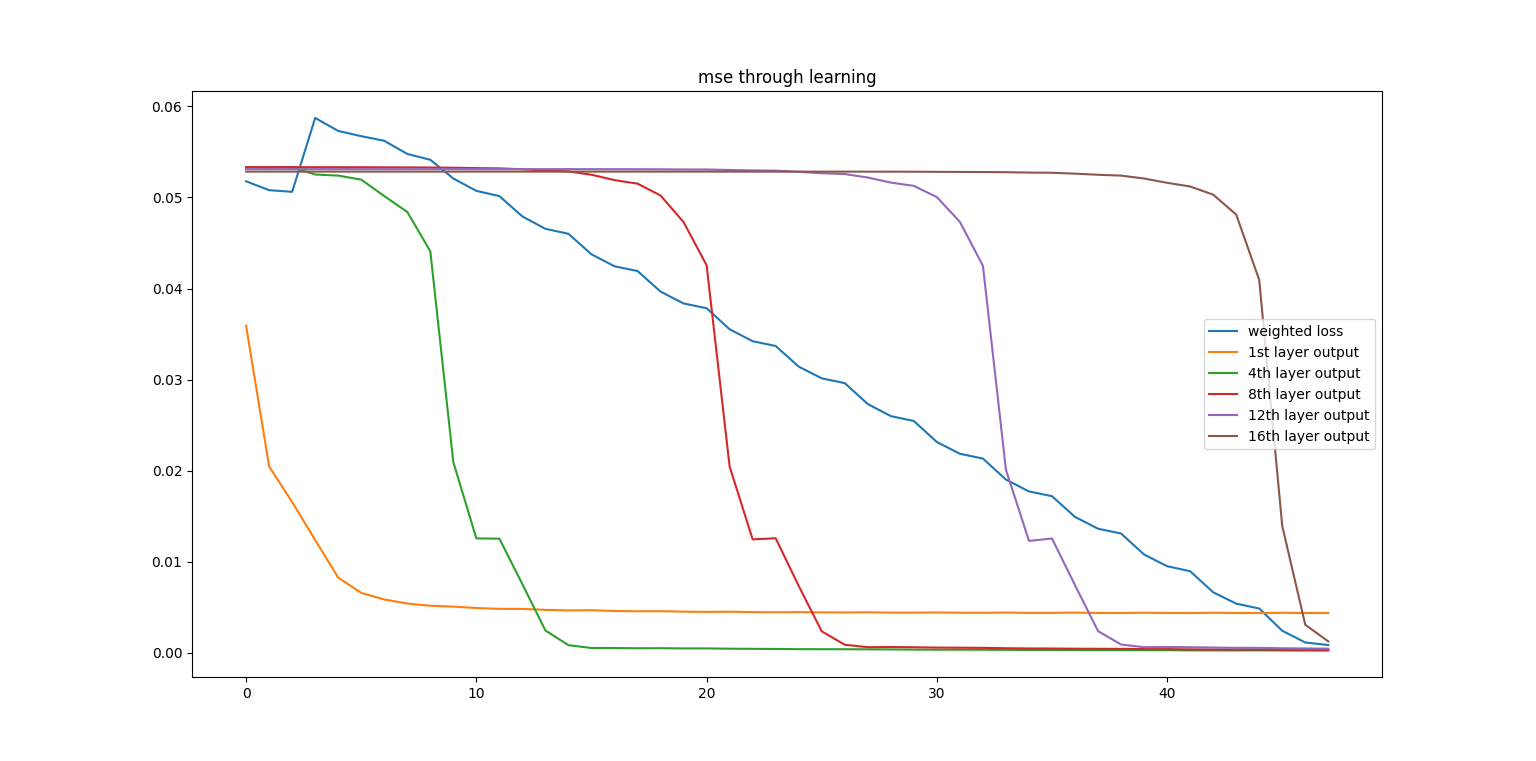 mse through learning
0.06
0.05
0.04
0.03
0.02
0.01
0.00
weighted loss
1st layer output
4th layer output
8th layer output
12th layer output
16th layer output
0 10 20 30 40